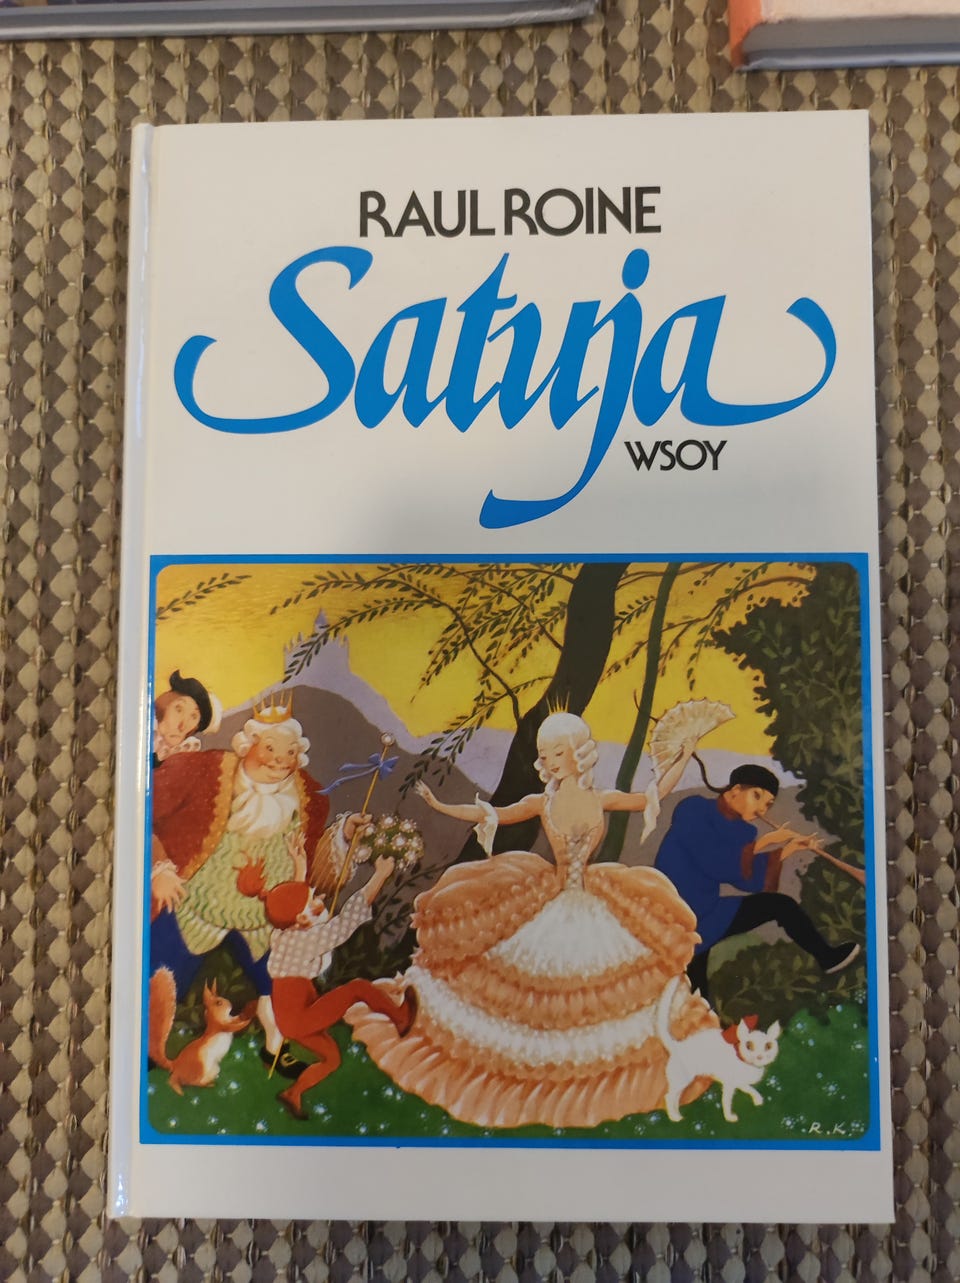 RAUL ROINE
Satuja
WSOY
R.K.